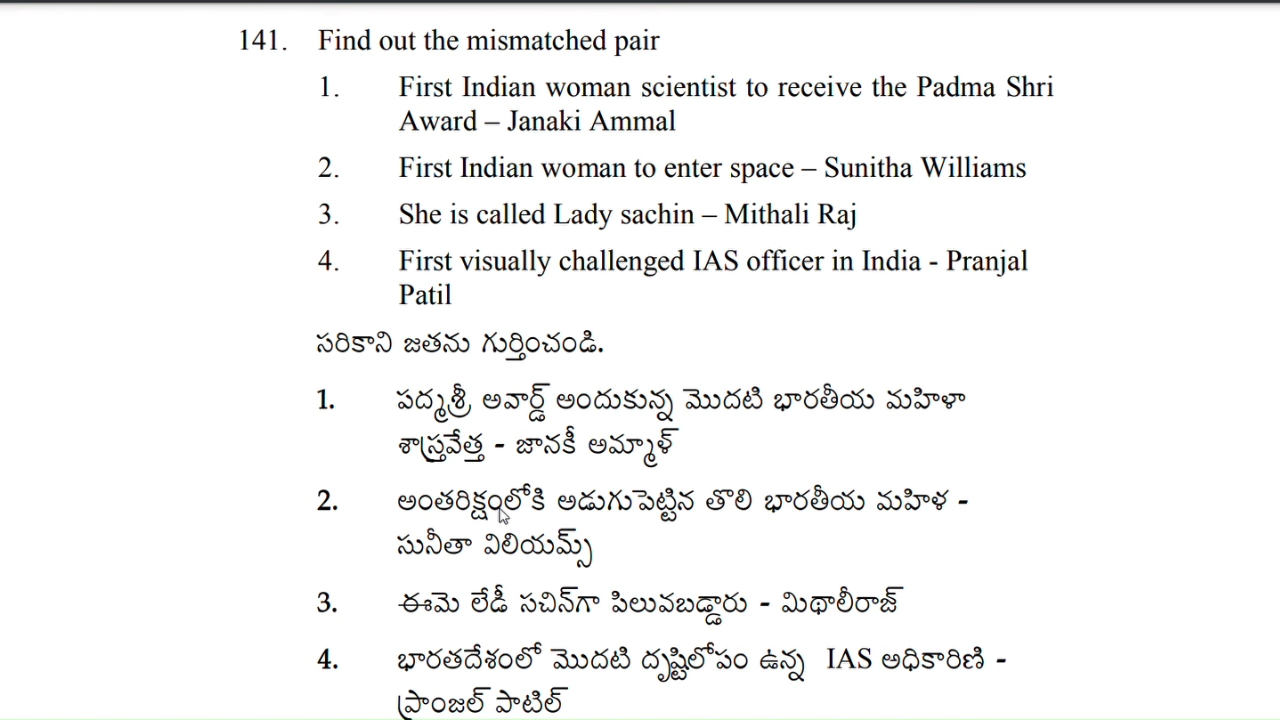 141. Find out the mismatched pair
1. First Indian woman scientist to receive the Padma Shri
Award – Janaki Ammal
2. First Indian woman to enter space – Sunitha Williams
3. She is called Lady sachin – Mithali Raj
4. First visually challenged IAS officer in India - Pranjal
Patil
సరికాని జతను గుర్తించండి.
1. పద్మశ్రీ అవార్డ్ అందుకున్న మొదటి భారతీయ మహిళా
శాస్త్రవేత్త - జానకీ అమ్మాళ్
2. అంతరిక్షంలోకి అడుగుపెట్టిన తొలి భారతీయ మహిళ -
సునీతా విలియమ్స్
3. ఈమె లేడీ సచిన్‌గా పిలువబడ్డారు - మిథాలీరాజ్
4. భారతదేశంలో మొదటి దృష్టిలోపం ఉన్న IAS అధికారిణి -
ప్రాంజల్ పాటిల్